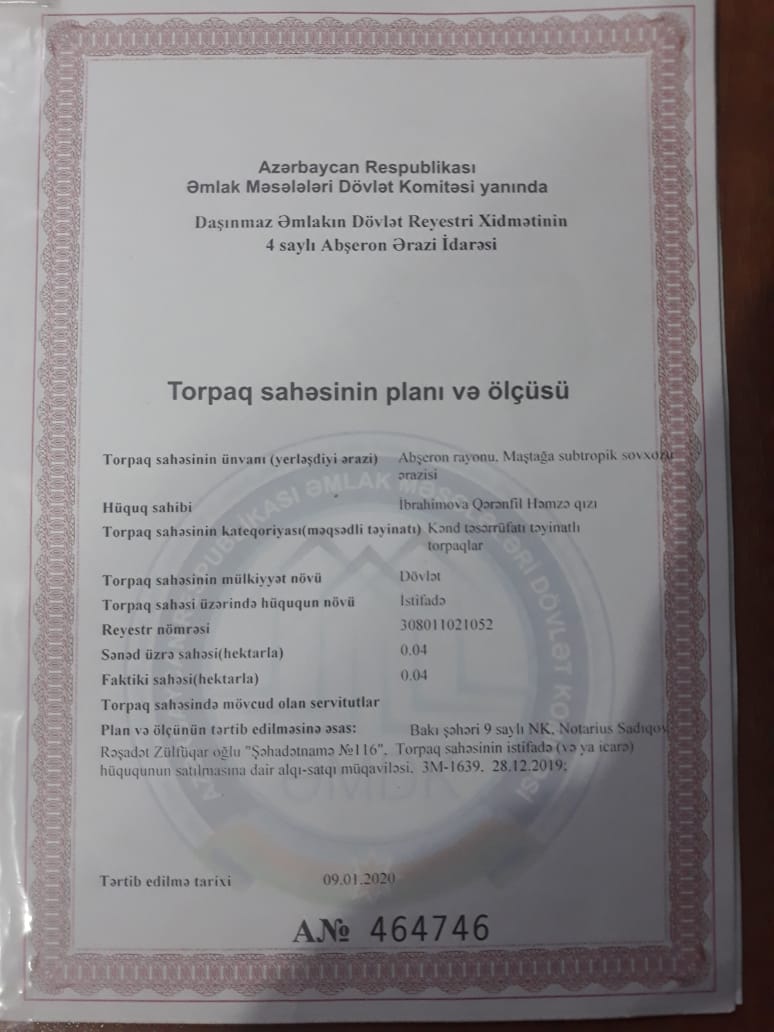 Azərbaycan Respublikası
Əmlak Məsələləri Dövlət Komitəsi yanında
Daşınmaz Əmlakın Dövlət Reyestri Xidmətinin
4 saylı Abşeron Ərazi İdarəsi
Torpaq sahəsinin planı və ölçüsü
Torpaq sahəsinin ünvanı (yerləşdiyi ərazi) Abşeron rayonu, Maştağa subtropik sovxozu
ərazisi
Hüquq sahibi İbrahimova Qərənfil Həmzə qızı
Torpaq sahəsinin kateqoriyası(məqsədli təyinatı) Kənd təsərrüfatı təyinatlı
torpaqlar
Torpaq sahəsinin mülkiyyət növü Dövlət
Torpaq sahəsi üzərində hüququn növü İstifadə
Reyestr nömrəsi 308011021052
Sənəd üzrə sahəsi(hektarla) 0.04
Faktiki sahəsi(hektarla) 0.04
Torpaq sahəsində mövcud olan servitutlar
Plan və ölçünün tərtib edilməsinə əsas: Bakı şəhəri 9 saylı NK, Notarius Sadıqov
Rəşadət Zülfüqar oğlu "Şəhadətnamə №116", Torpaq sahəsinin istifadə (və ya icarə)
hüququnun satılmasına dair alqı-satqı müqaviləsi, 3M-1639, 28.12.2019;
Tərtib edilmə tarixi 09.01.2020
A№ 464746